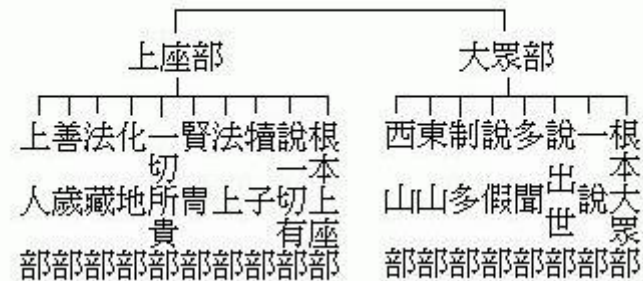 上座部
大眾部
上人部
善歲部
法藏部
化地部
一切所貴部
賢冑部
法上部
犢子部
說一切有部
根本上座部
西山部
東山部
制多部
說假部
多聞部
說出世部
一說部
根本大眾部